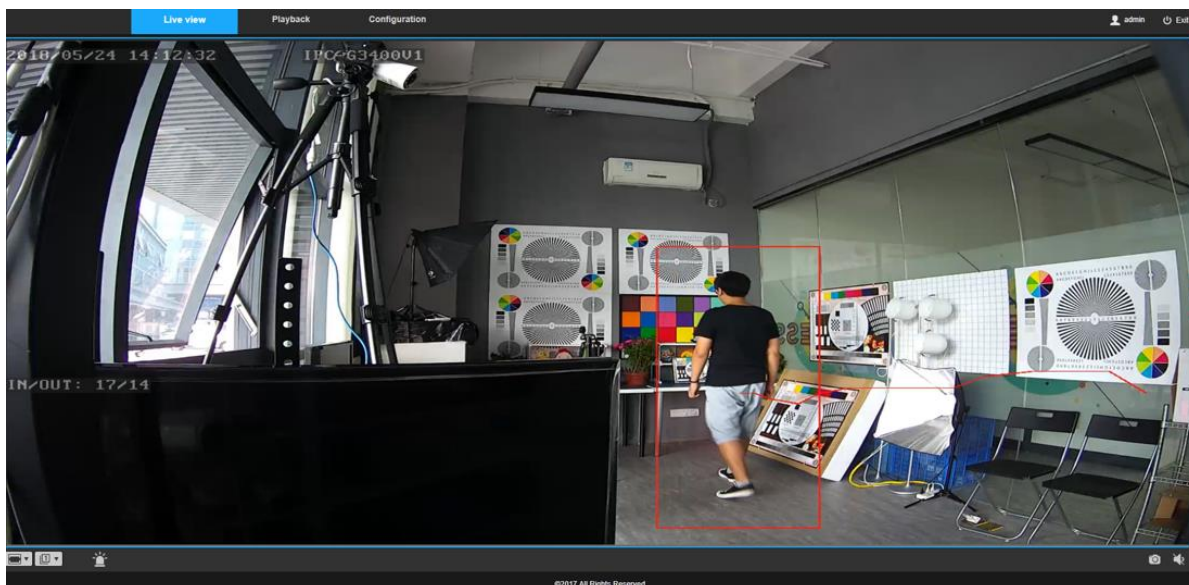 Live view Playback Configuration admin Exit
2018/05/24 14:12:32 IPC-G3400V1
IN/OUT: 17/14
©2017 All Rights Reserved